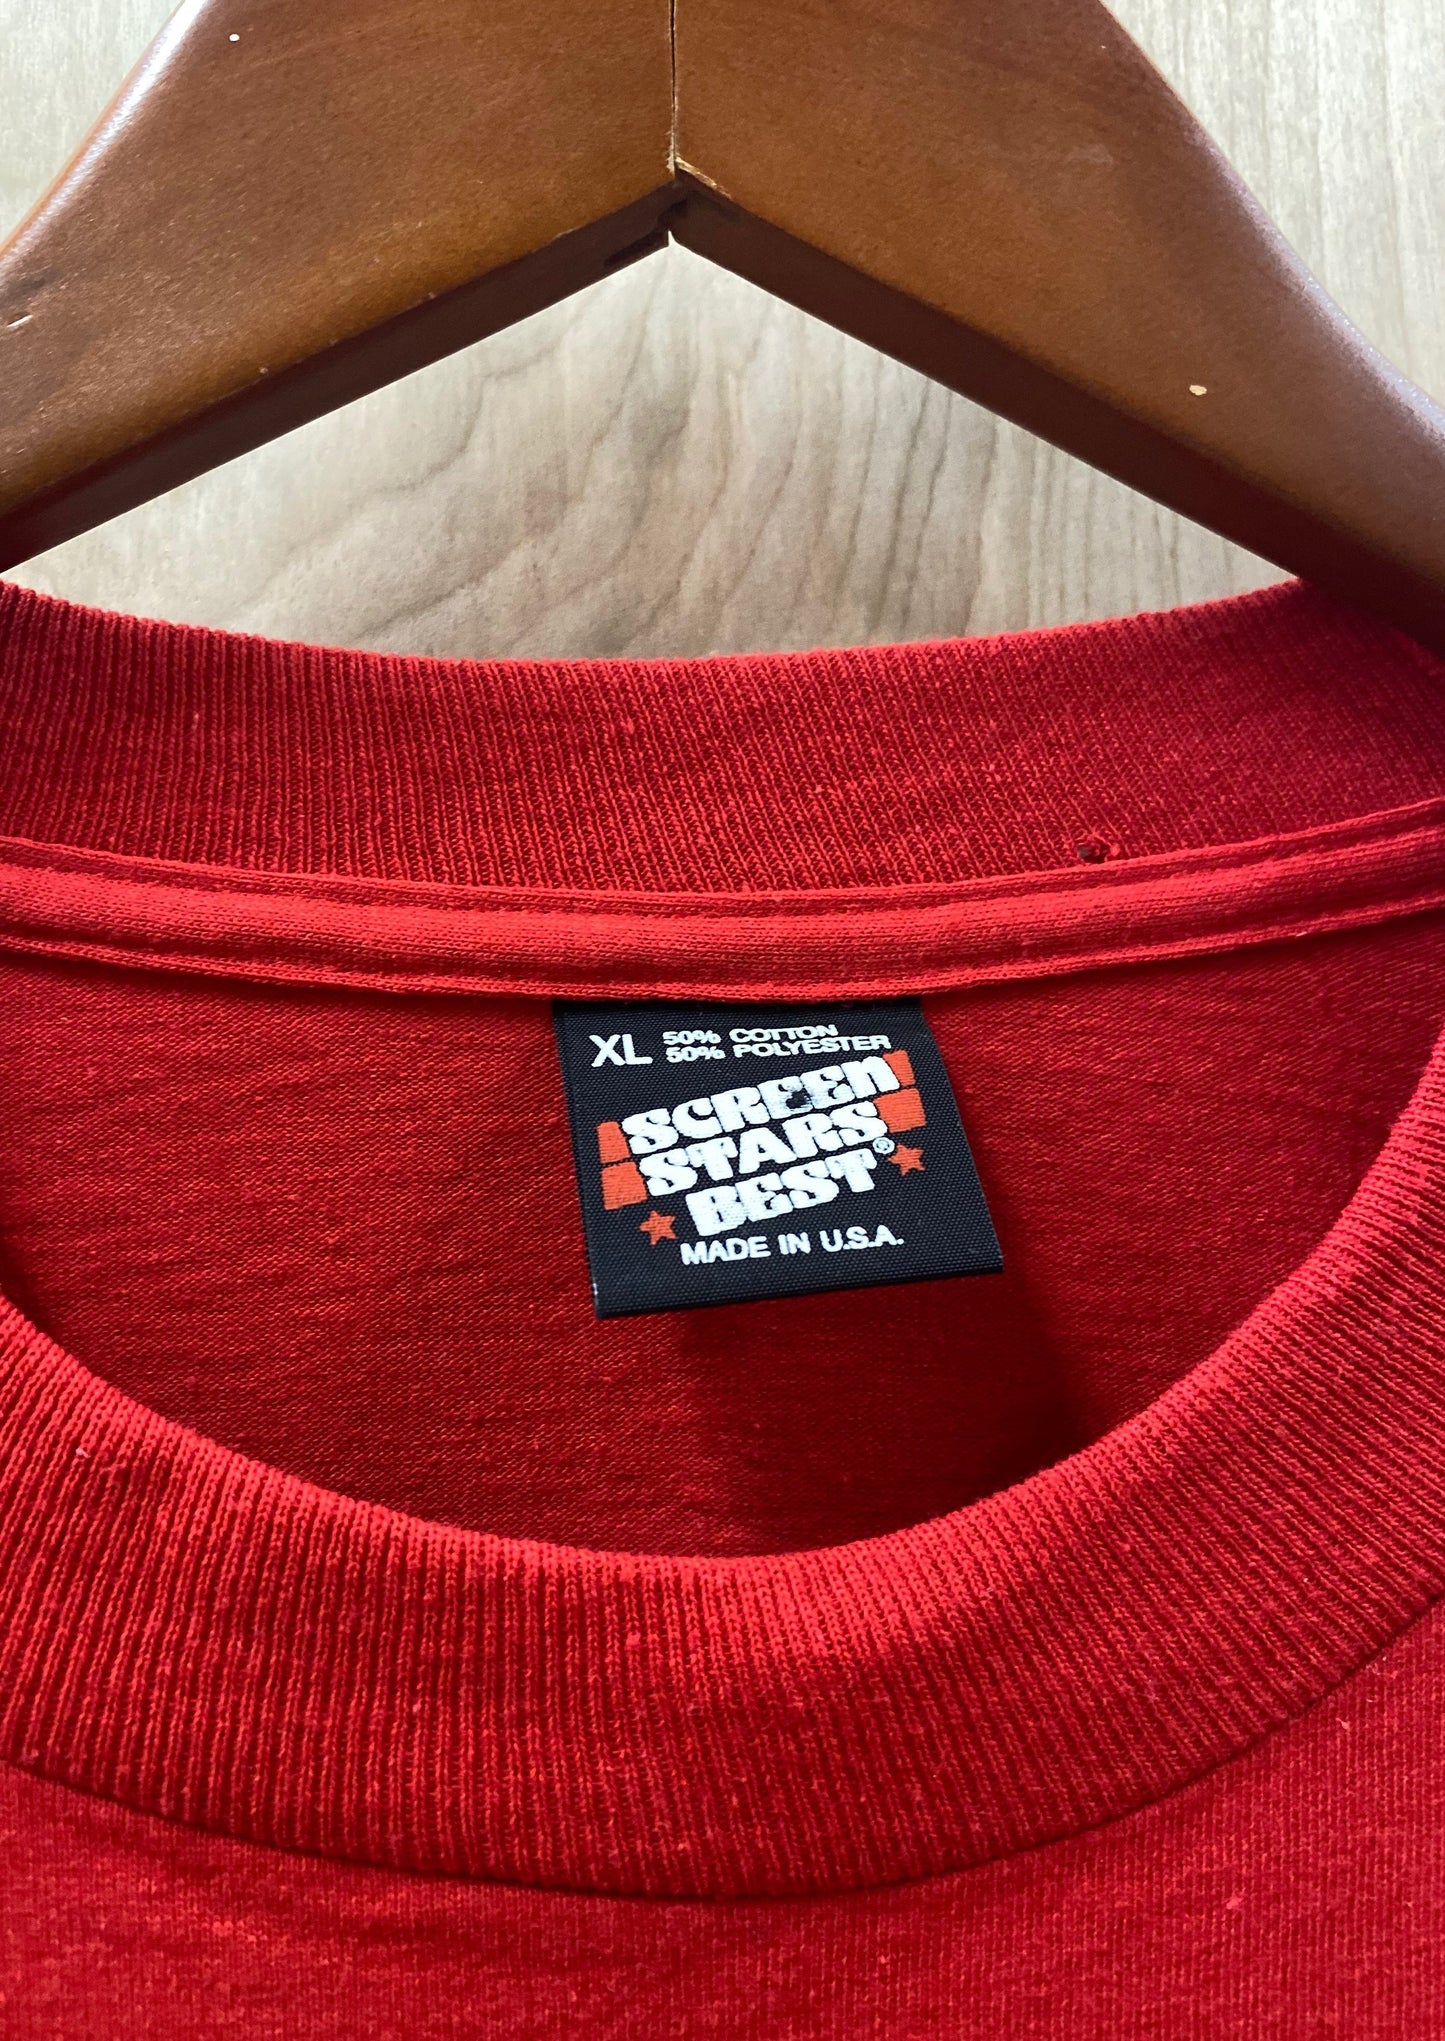 XL 50% COTTON
50% POLYESTER
SCREEN
STARS
BEST®
MADE IN U.S.A.